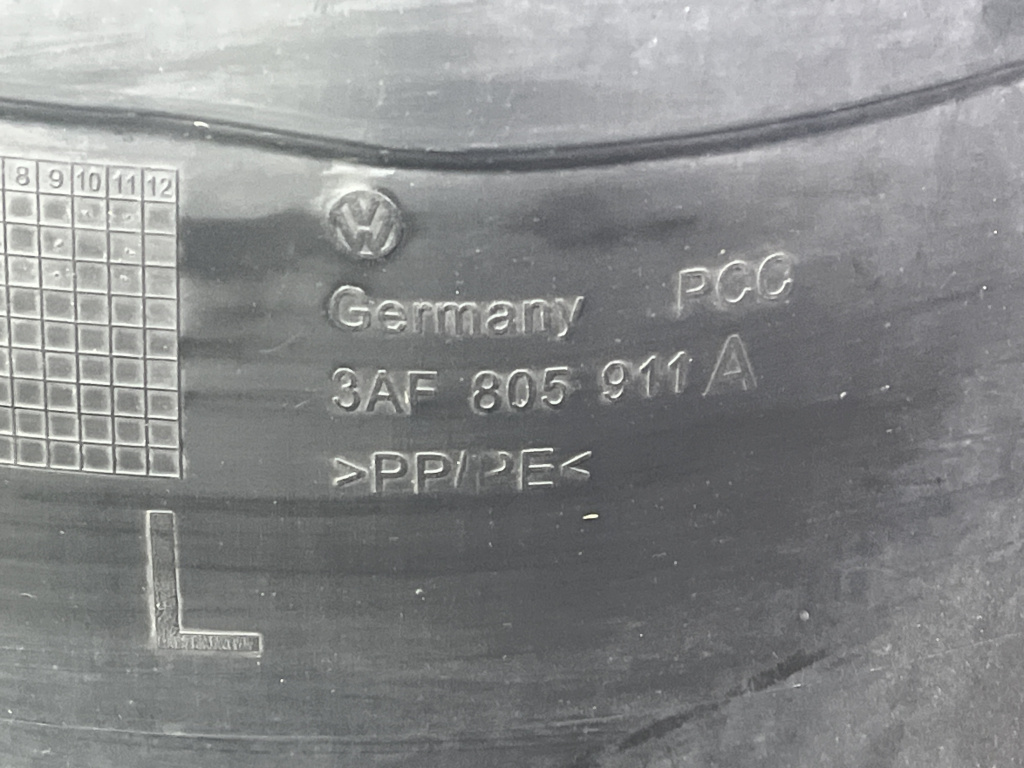 8 9 10 11 12
W
Germany PCC
3AF 805 911 A
>PP/PE<
L